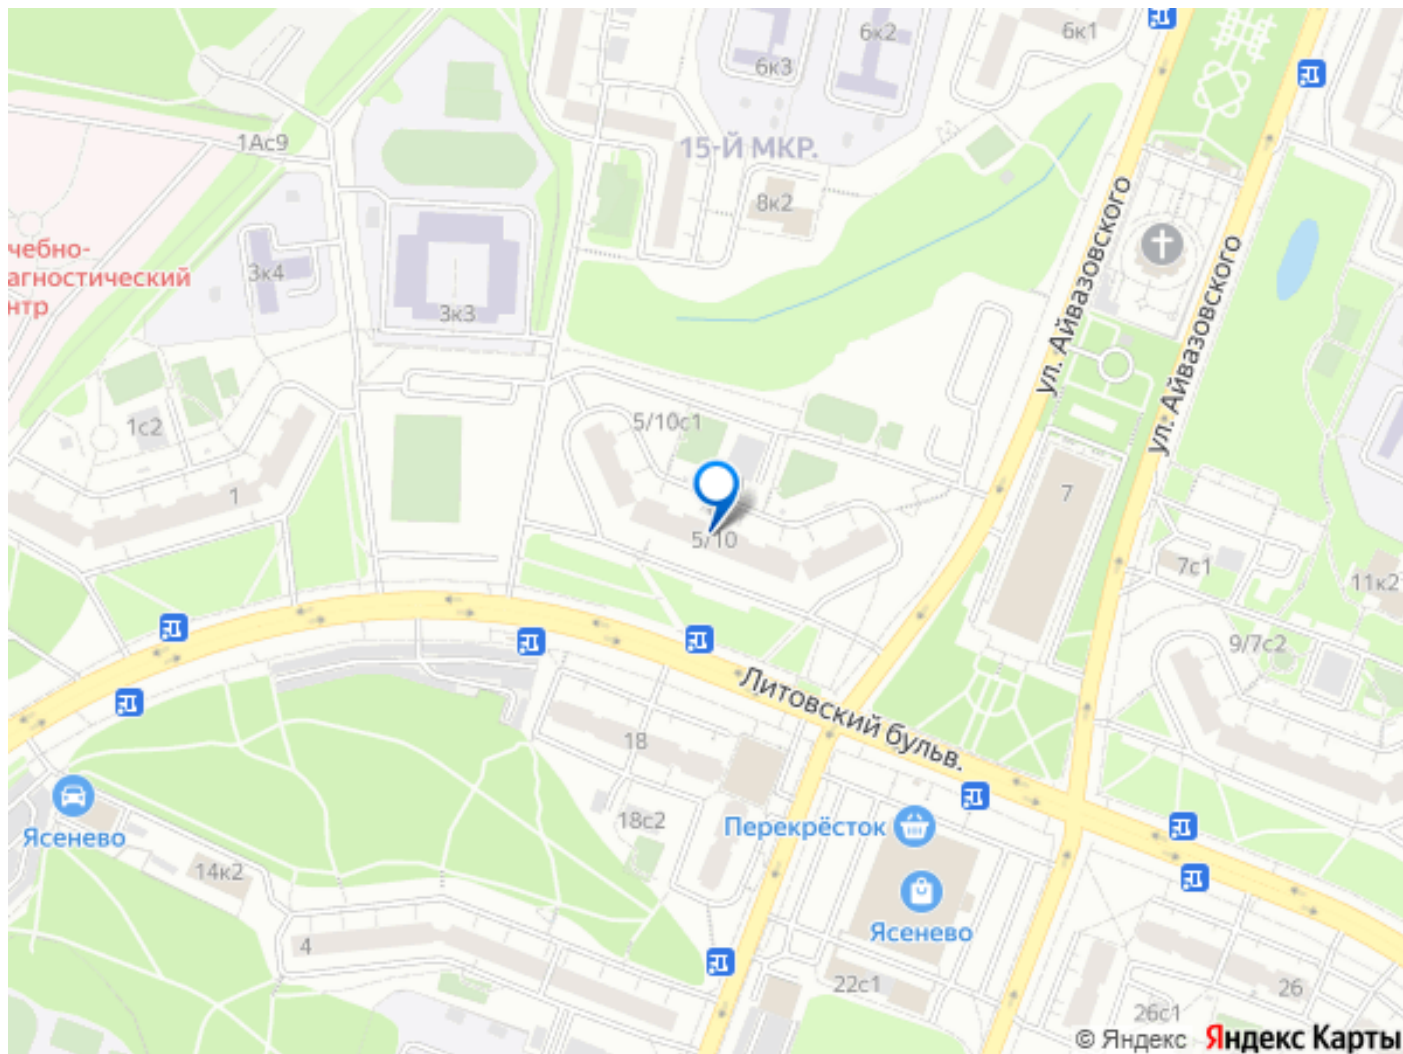 6к1
6к2
6к3
15-Й МКР.
1Ас9
8к2
чебно-
агностический
нтр
3к4
3к3
ул. Айвазовского
ул. Айвазовского
1с2
5/10с1
1
7
5/10
7с1
11к2
9/7с2
Литовский бульв.
18
Ясенево
18с2
Перекрёсток
14к2
Ясенево
4
22с1
26
26с1
© Яндекс Яндекс Карты